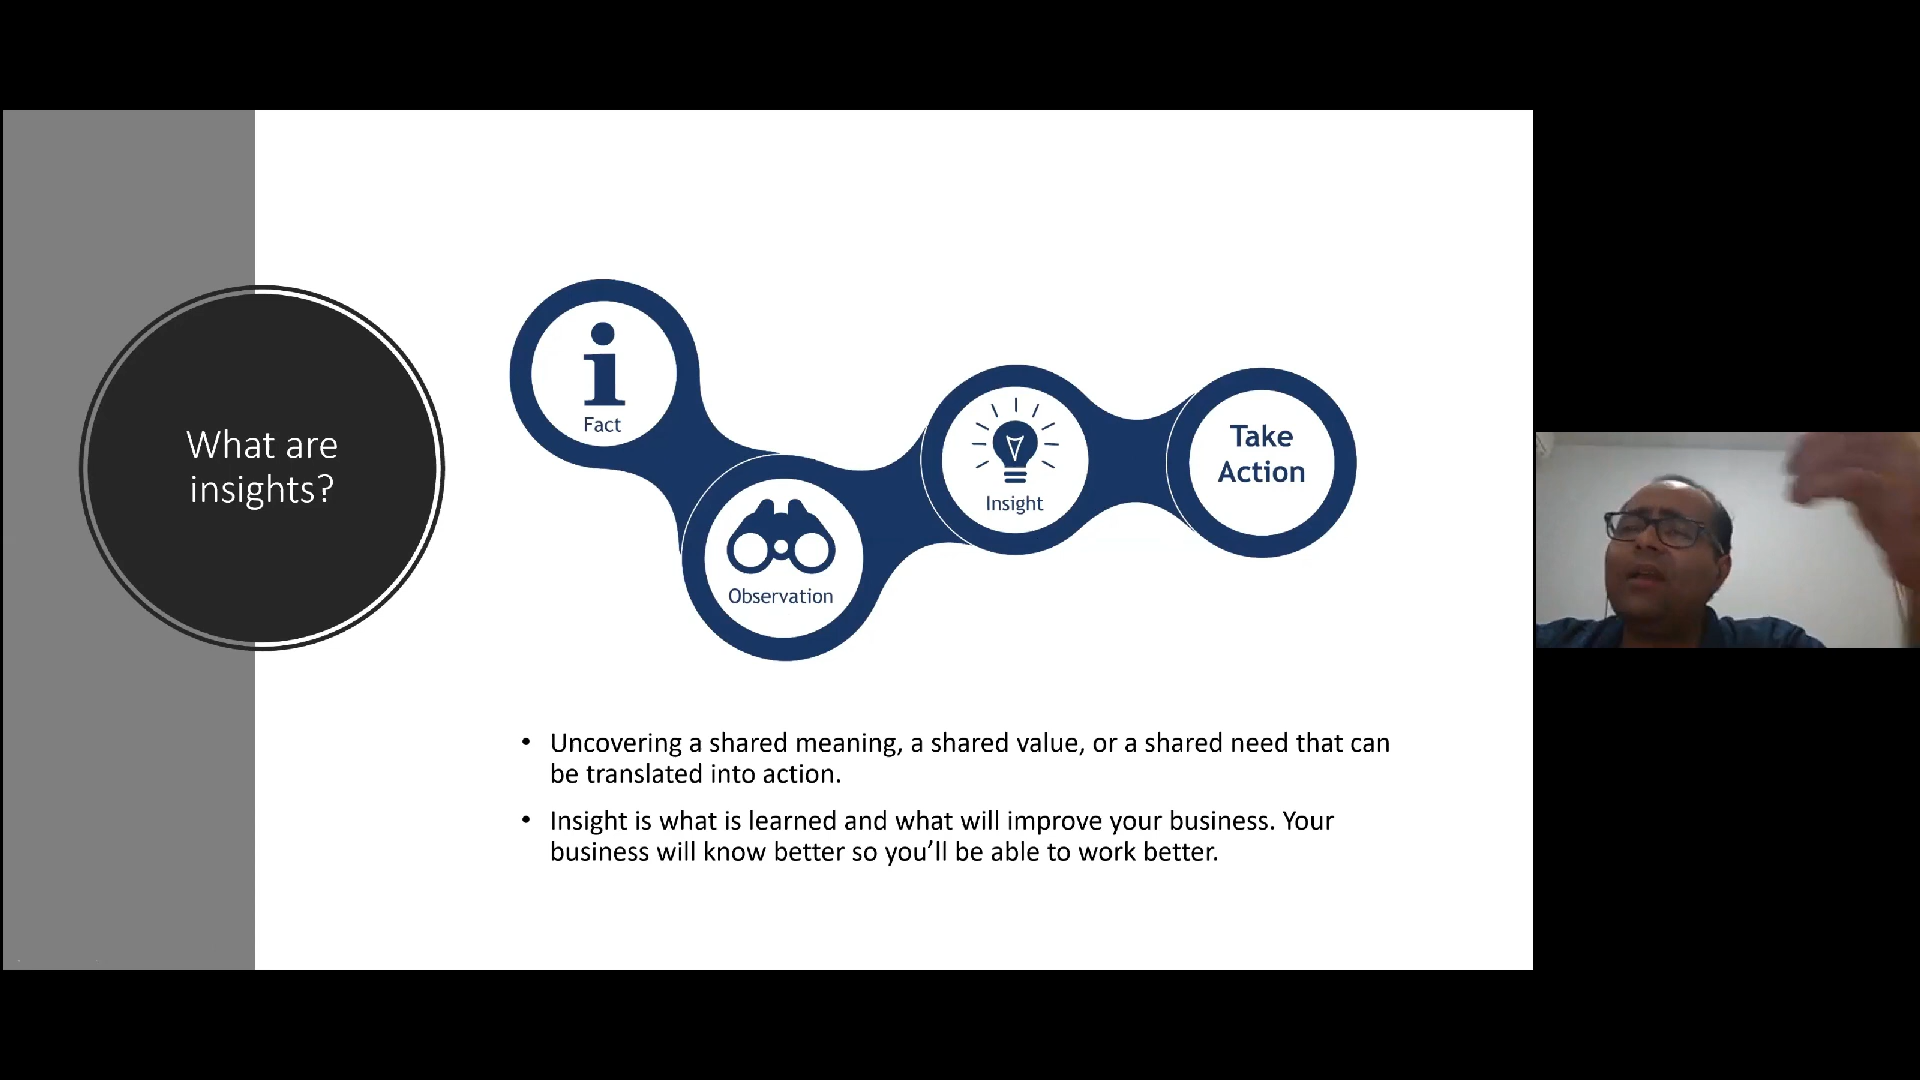 What are
insights?
Fact
Observation
Insight
Take
Action
• Uncovering a shared meaning, a shared value, or a shared need that can
be translated into action.
• Insight is what is learned and what will improve your business. Your
business will know better so you’ll be able to work better.